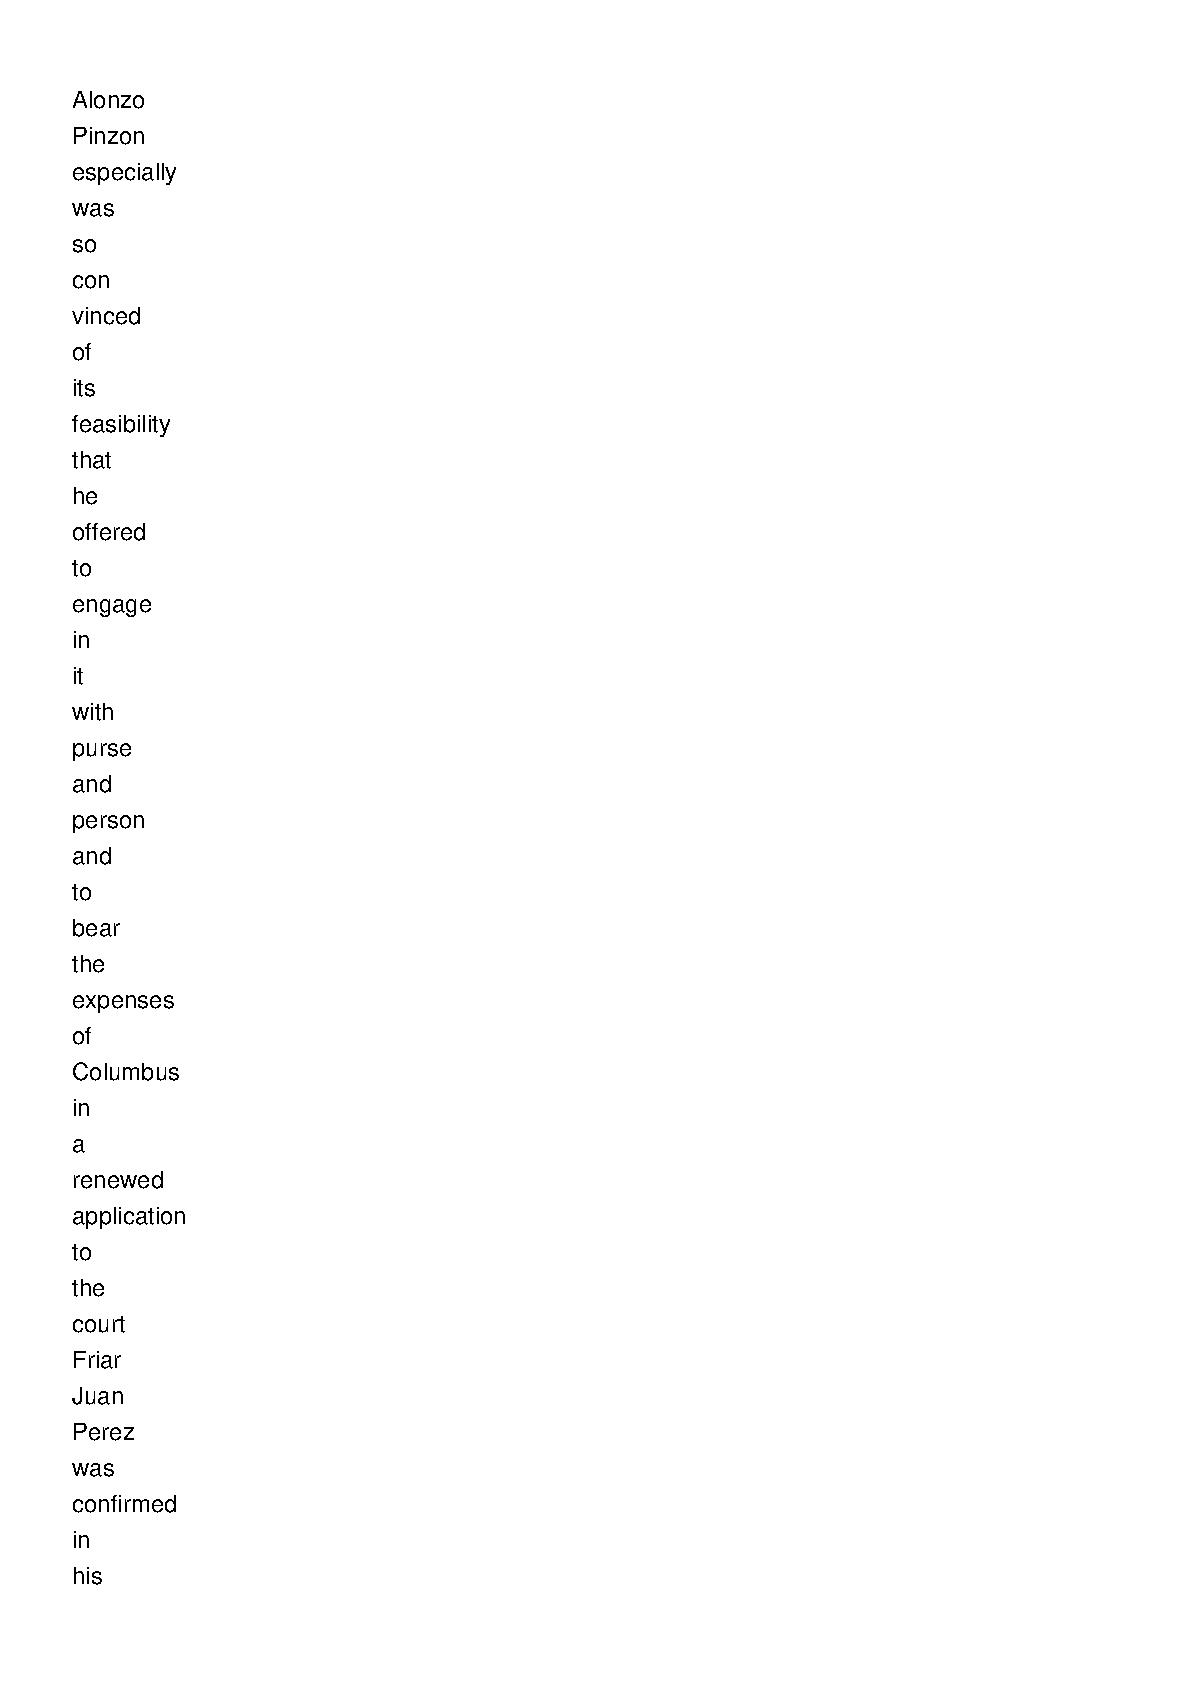 Alonzo
Pinzon
especially
was
so
con
vinced
of
its
feasibility
that
he
offered
to
engage
in
it
with
purse
and
person
and
to
bear
the
expenses
of
Columbus
in
a
renewed
application
to
the
court
Friar
Juan
Perez
was
confirmed
in
his